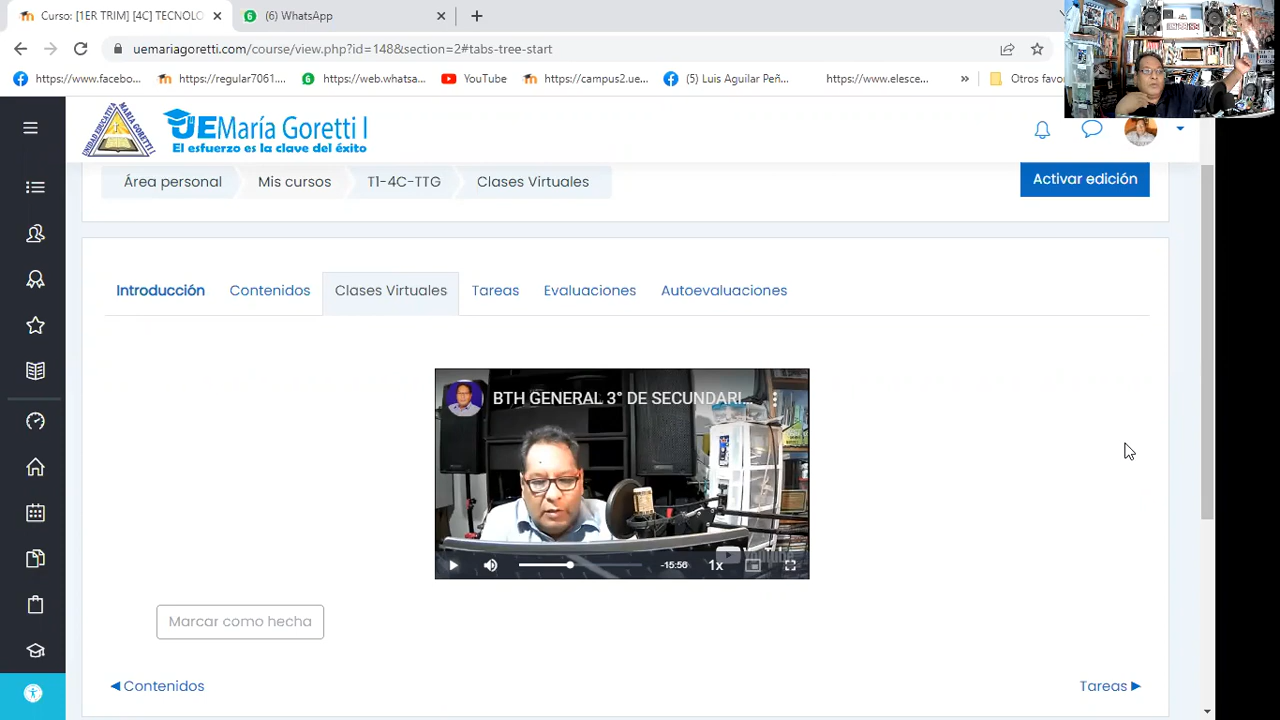 Curso: [1ER TRIM] [4C] TECNOLO
(6) WhatsApp
uemariagoretti.com/course/view.php?id=148&section=2#tabs-tree-start
https://www.facebo...
https://regular7061....
https://web.whatsa...
YouTube
https://campus2.ue...
(5) Luis Aguilar Peñ...
https://www.elesce...
»
Otros favo
UEMaría Goretti I
El esfuerzo es la clave del éxito
Área personal
Mis cursos
T1-4C-TTG
Clases Virtuales
Activar edición
Introducción
Contenidos
Clases Virtuales
Tareas
Evaluaciones
Autoevaluaciones
BTH GENERAL 3° DE SECUNDARI...
-15:56
1x
YouTube
Marcar como hecha
◀ Contenidos
Tareas ▶